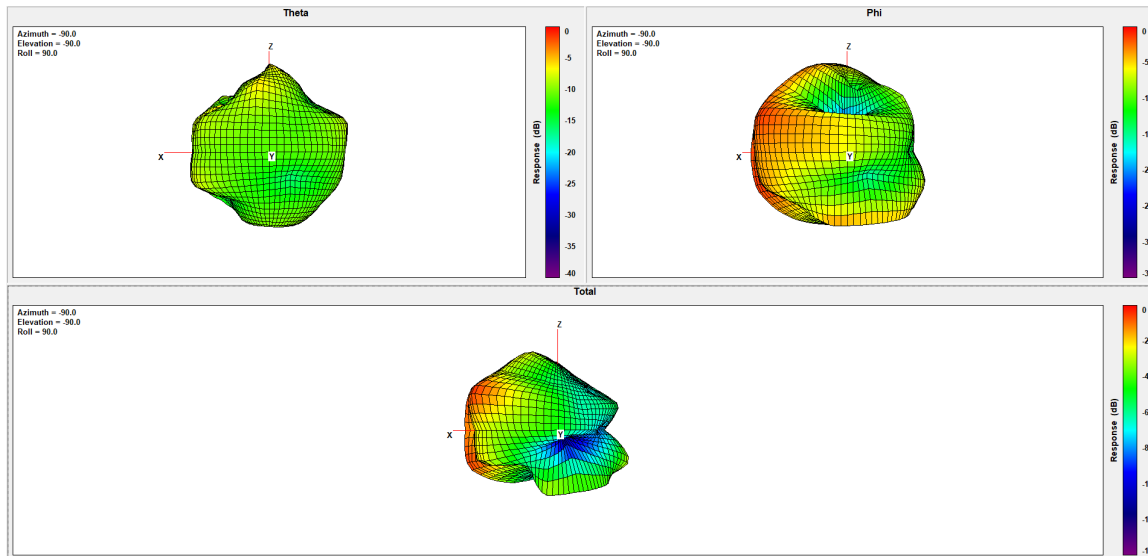 Theta
Azimuth = -90.0
Elevation = -90.0
Roll = 90.0
Z
X
Y
0
-5
-10
-15
-20
-25
-30
-35
-40
Response (dB)
Phi
Azimuth = -90.0
Elevation = -90.0
Roll = 90.0
Z
X
Y
0
-5
Response (dB)
Total
Azimuth = -90.0
Elevation = -90.0
Roll = 90.0
Z
X
Y
0
-2
-4
-6
-8
Response (dB)